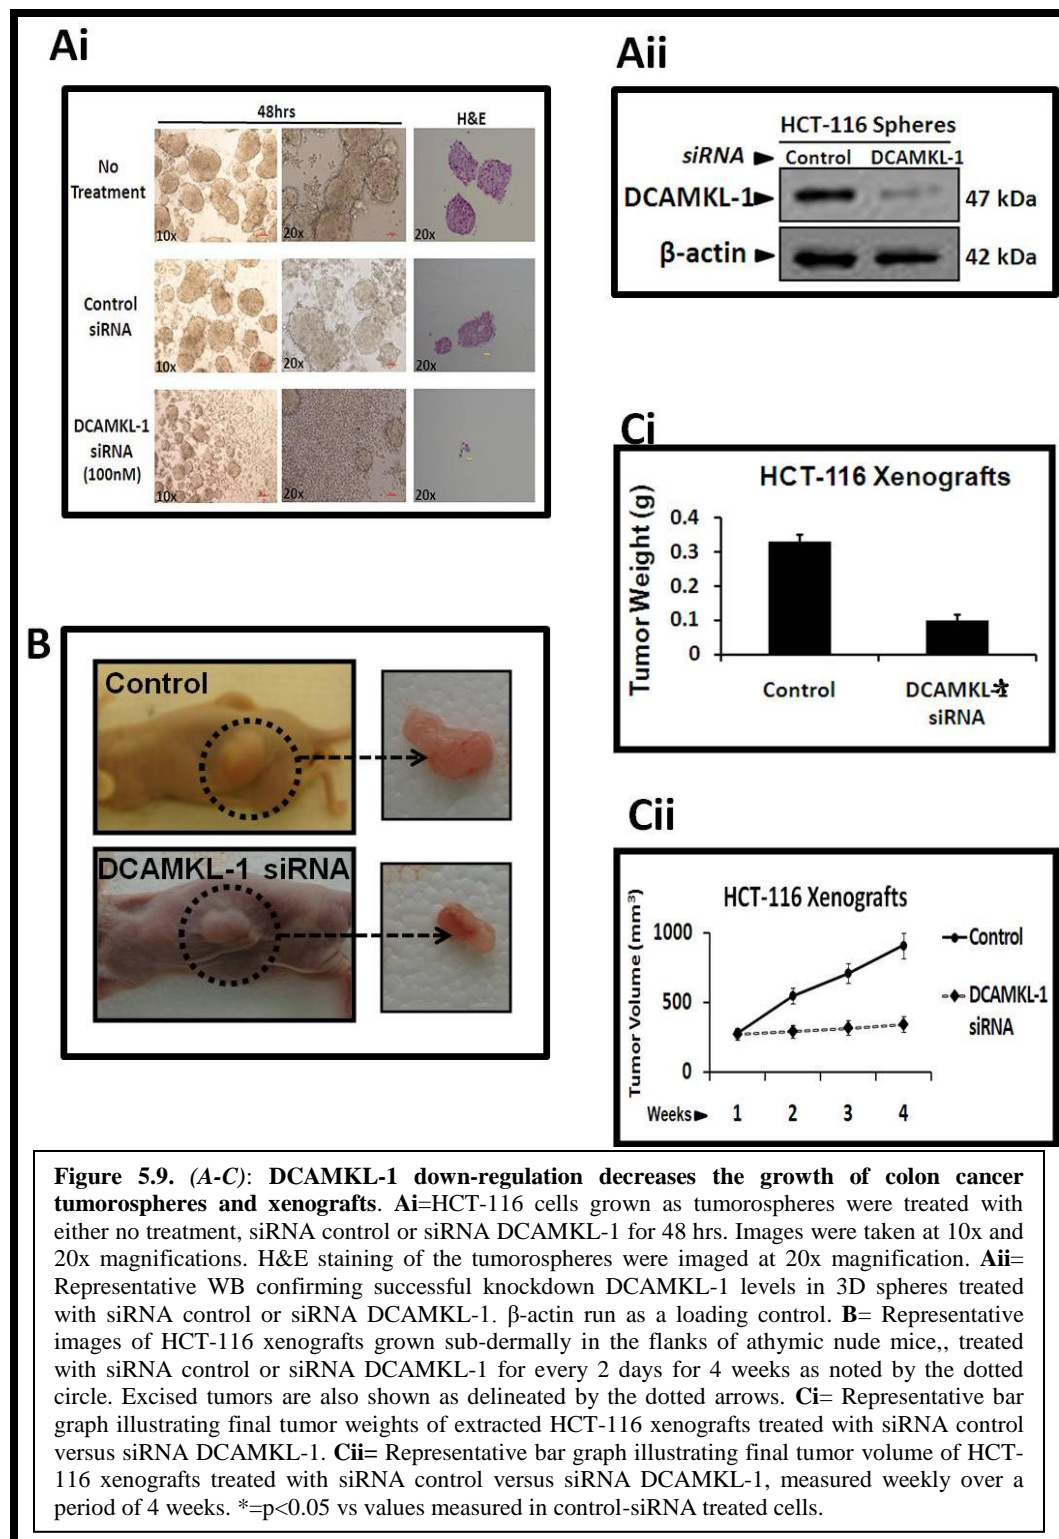 Ai
48hrs
H&E
No
Treatment
10x
20x
20x
Control
siRNA
10x
20x
20x
DCAMKL-1
siRNA
(100nM)
10x
20x
20x
Aii
HCT-116 Spheres
siRNA ► Control DCAMKL-1
DCAMKL-1 ► 47 kDa
β-actin ► 42 kDa
B
Control
DCAMKL-1 siRNA
Ci
HCT-116 Xenografts
Tumor Weight (g)
0.4
0.3
0.2
0.1
0
Control
DCAMKL-1*
siRNA
Cii
HCT-116 Xenografts
Tumor Volume (mm³)
1000
500
0
Control
DCAMKL-1
siRNA
Weeks► 1 2 3 4
Figure 5.9. (A-C): DCAMKL-1 down-regulation decreases the growth of colon cancer
tumorospheres and xenografts. Ai=HCT-116 cells grown as tumorospheres were treated with
either no treatment, siRNA control or siRNA DCAMKL-1 for 48 hrs. Images were taken at 10x and
20x magnifications. H&E staining of the tumorospheres were imaged at 20x magnification. Aii=
Representative WB confirming successful knockdown DCAMKL-1 levels in 3D spheres treated
with siRNA control or siRNA DCAMKL-1. β-actin run as a loading control. B= Representative
images of HCT-116 xenografts grown sub-dermally in the flanks of athymic nude mice,, treated
with siRNA control or siRNA DCAMKL-1 for every 2 days for 4 weeks as noted by the dotted
circle. Excised tumors are also shown as delineated by the dotted arrows. Ci= Representative bar
graph illustrating final tumor weights of extracted HCT-116 xenografts treated with siRNA control
versus siRNA DCAMKL-1. Cii= Representative bar graph illustrating final tumor volume of HCT-
116 xenografts treated with siRNA control versus siRNA DCAMKL-1, measured weekly over a
period of 4 weeks. *=p<0.05 vs values measured in control-siRNA treated cells.